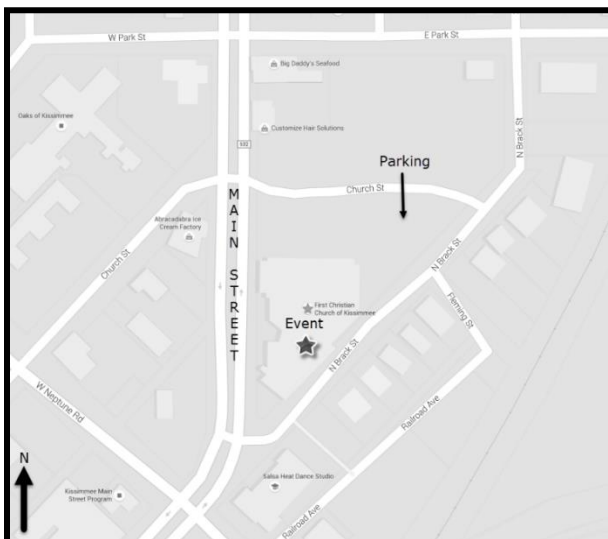 W Park St
E Park St
Big Daddy's Seafood
Oaks of Kissimmee
Customize Hair Solutions
N Brack St
Parking
Church St
MAIN STREET
Abracadabra Ice
Cream Factory
Church St
N Brack St
First Christian
Church of Kissimmee
Fleming St
Event
N Brack St
W Neptune Rd
Railroad Ave
N
Salsa Heat Dance Studio
Kissimmee Main
Street Program
Railroad Ave